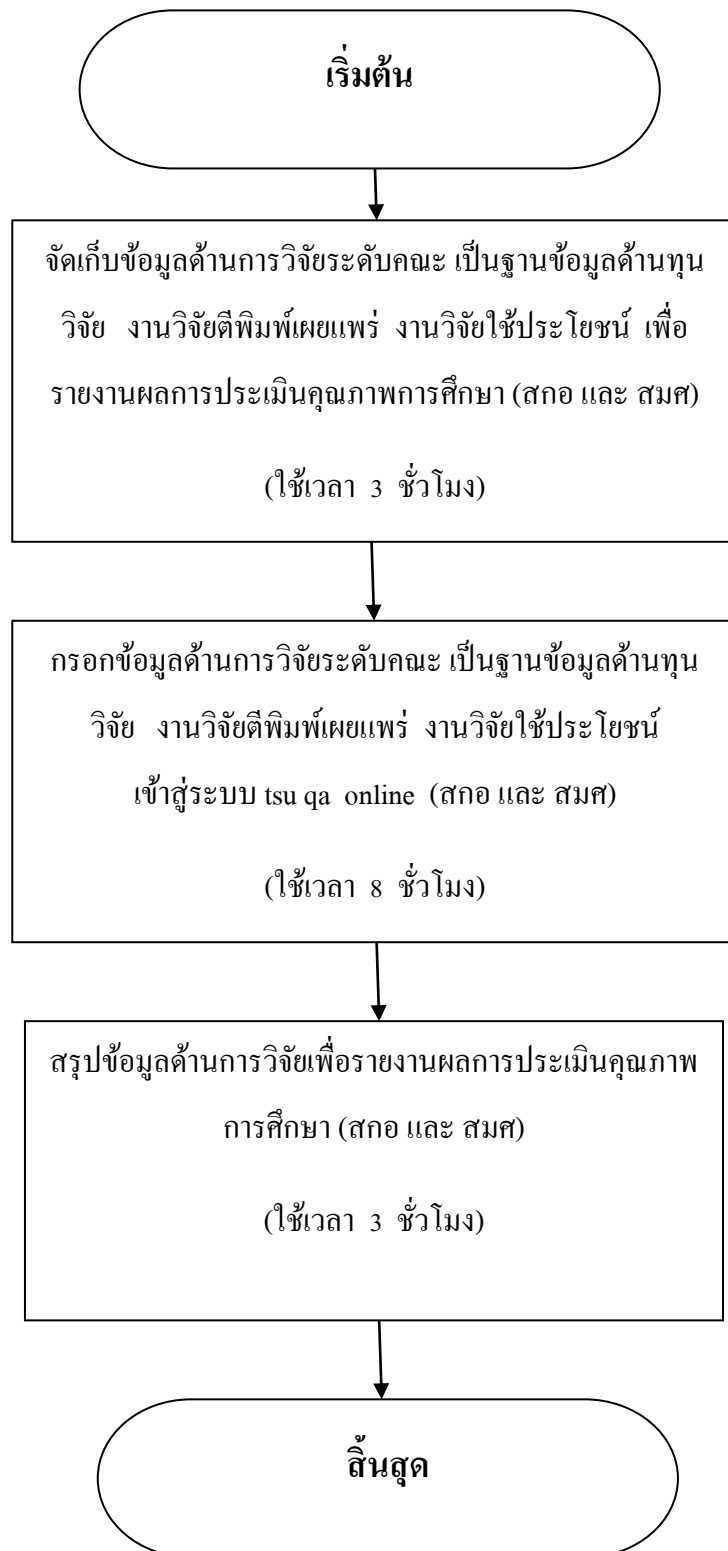 เริ่มต้น
จัดเก็บข้อมูลด้านการวิจัยระดับคณะ เป็นฐานข้อมูลด้านทุน
วิจัย งานวิจัยตีพิมพ์เผยแพร่ งานวิจัยใช้ประโยชน์ เพื่อ
รายงานผลการประเมินคุณภาพการศึกษา (สกอ และ สมศ)
(ใช้เวลา 3 ชั่วโมง)
กรอกข้อมูลด้านการวิจัยระดับคณะ เป็นฐานข้อมูลด้านทุน
วิจัย งานวิจัยตีพิมพ์เผยแพร่ งานวิจัยใช้ประโยชน์
เข้าสู่ระบบ tsu qa online (สกอ และ สมศ)
(ใช้เวลา 8 ชั่วโมง)
สรุปข้อมูลด้านการวิจัยเพื่อรายงานผลการประเมินคุณภาพ
การศึกษา (สกอ และ สมศ)
(ใช้เวลา 3 ชั่วโมง)
สิ้นสุด